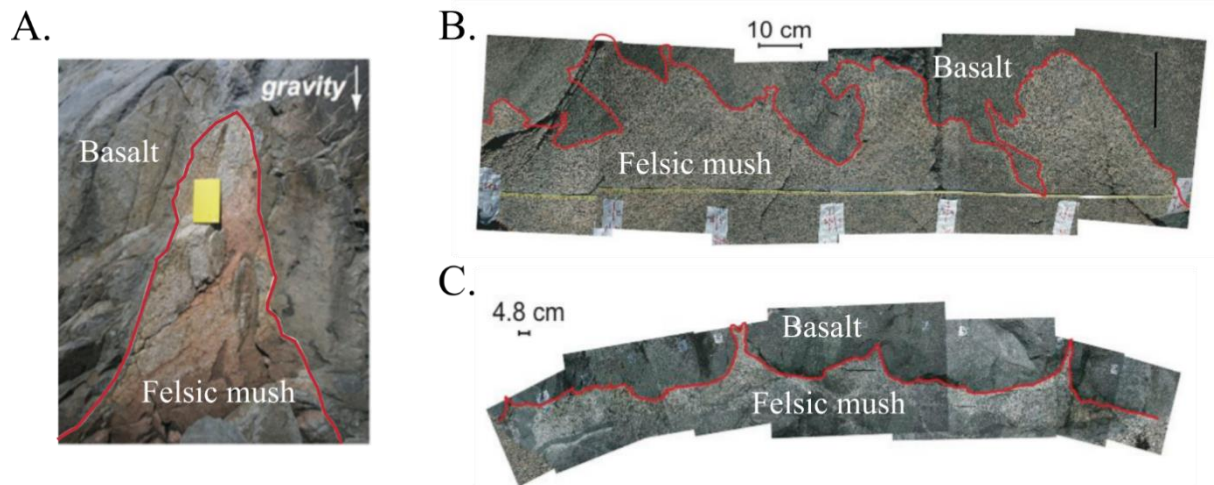 A.
gravity
Basalt
Felsic mush
B.
10 cm
Basalt
Felsic mush
C.
4.8 cm
Basalt
Felsic mush